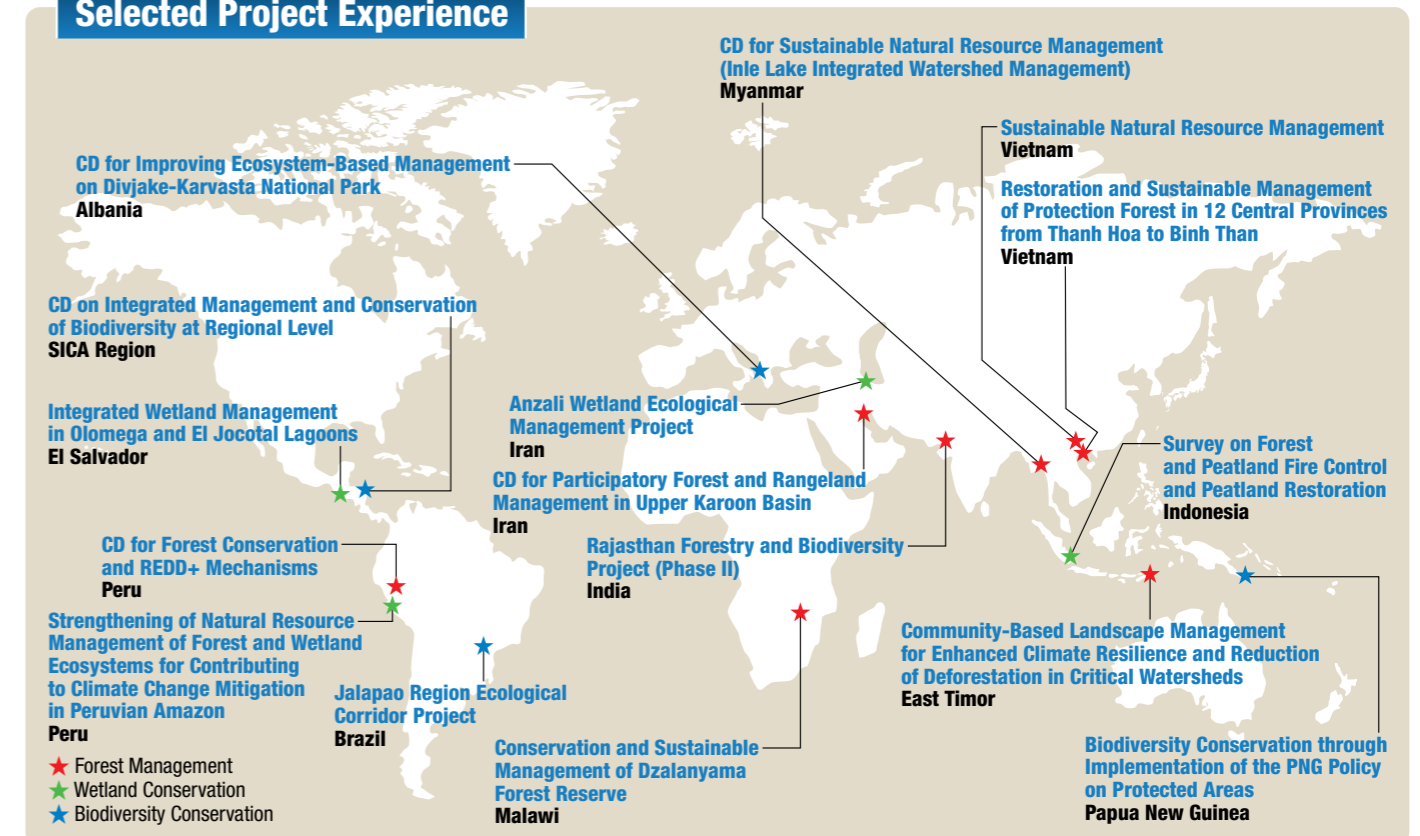 Selected Project Experience
CD for Sustainable Natural Resource Management
(Inle Lake Integrated Watershed Management)
Myanmar
Sustainable Natural Resource Management
Vietnam
CD for Improving Ecosystem-Based Management
on Divjake-Karvasta National Park
Albania
Restoration and Sustainable Management
of Protection Forest in 12 Central Provinces
from Thanh Hoa to Binh Than
Vietnam
CD on Integrated Management and Conservation
of Biodiversity at Regional Level
SICA Region
Integrated Wetland Management
in Olomega and El Jocotal Lagoons
El Salvador
Anzali Wetland Ecological
Management Project
Iran
CD for Participatory Forest and Rangeland
Management in Upper Karoon Basin
Iran
Survey on Forest
and Peatland Fire Control
and Peatland Restoration
Indonesia
CD for Forest Conservation
and REDD+ Mechanisms
Peru
Rajasthan Forestry and Biodiversity
Project (Phase II)
India
Strengthening of Natural Resource
Management of Forest and Wetland
Ecosystems for Contributing
to Climate Change Mitigation
in Peruvian Amazon
Peru
Jalapao Region Ecological
Corridor Project
Brazil
Community-Based Landscape Management
for Enhanced Climate Resilience and Reduction
of Deforestation in Critical Watersheds
East Timor
Conservation and Sustainable
Management of Dzalanyama
Forest Reserve
Malawi
Biodiversity Conservation through
Implementation of the PNG Policy
on Protected Areas
Papua New Guinea
Forest Management
Wetland Conservation
Biodiversity Conservation